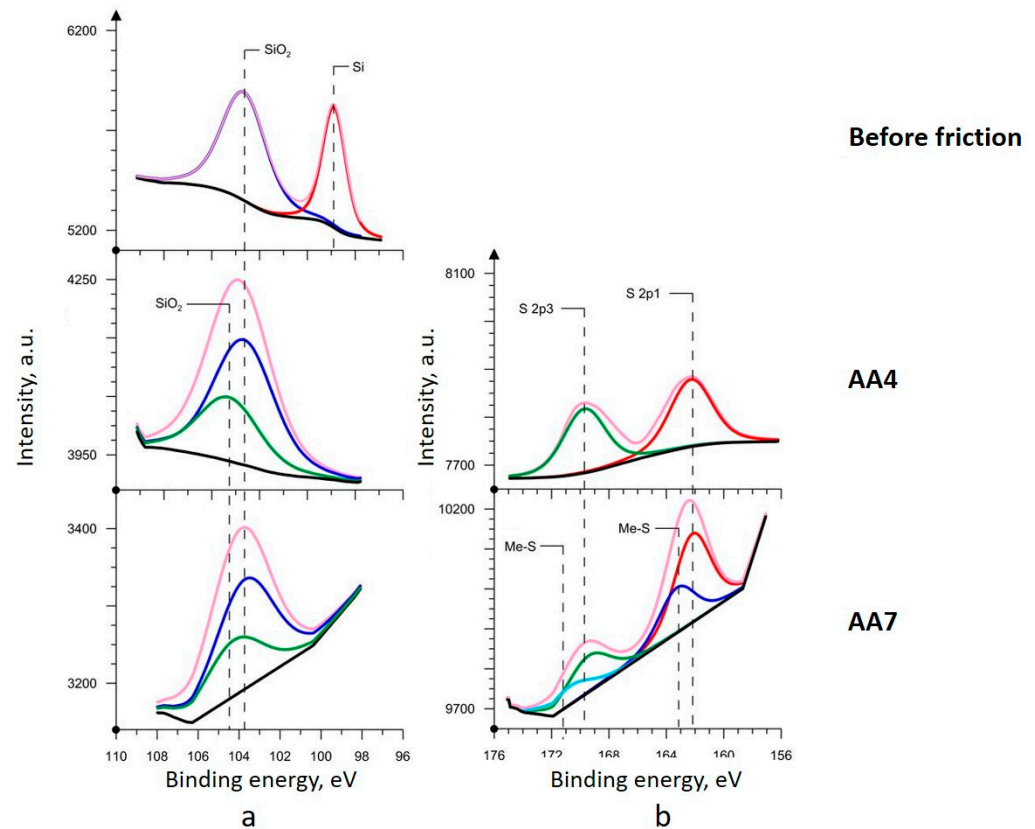 6200
SiO₂
Si
5200
Before friction
4250
SiO₂
3950
8100
S 2p3
S 2p1
7700
AA4
Intensity, a.u.
Intensity, a.u.
3400
3200
10200
Me-S
Me-S
9700
AA7
110 108 106 104 102 100 98 96
176 172 168 164 160 156
Binding energy, eV
Binding energy, eV
a
b